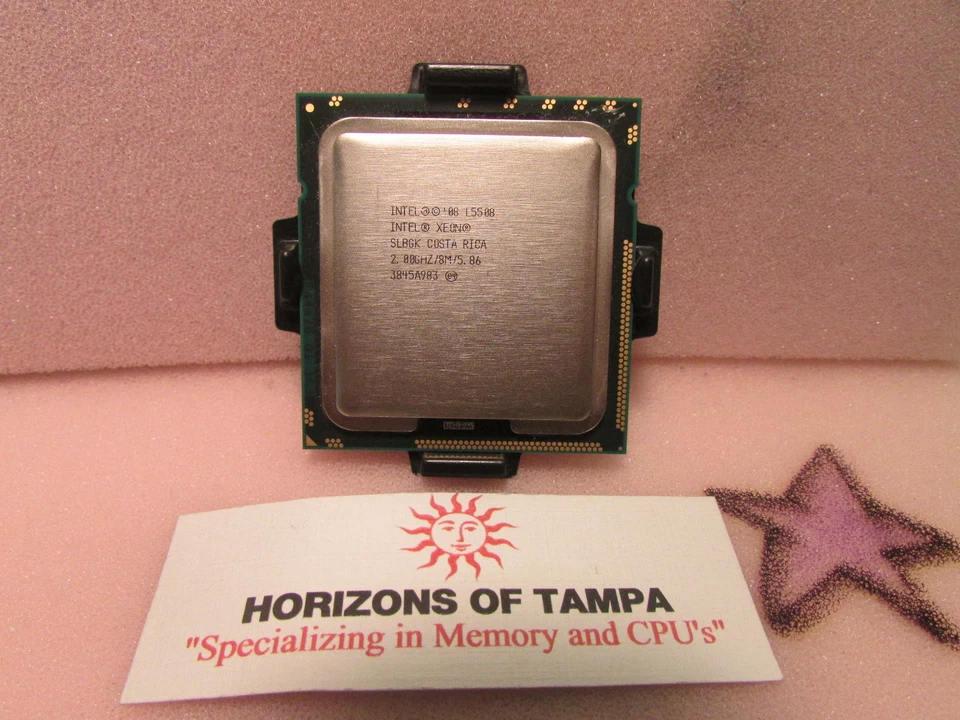 INTEL®©'08 L5508
INTEL® XEON®
SLBGK COSTA RICA
2.00GHZ/8M/5.86
3845A983 ⓔ4
HORIZONS OF TAMPA
"Specializing in Memory and CPU's"